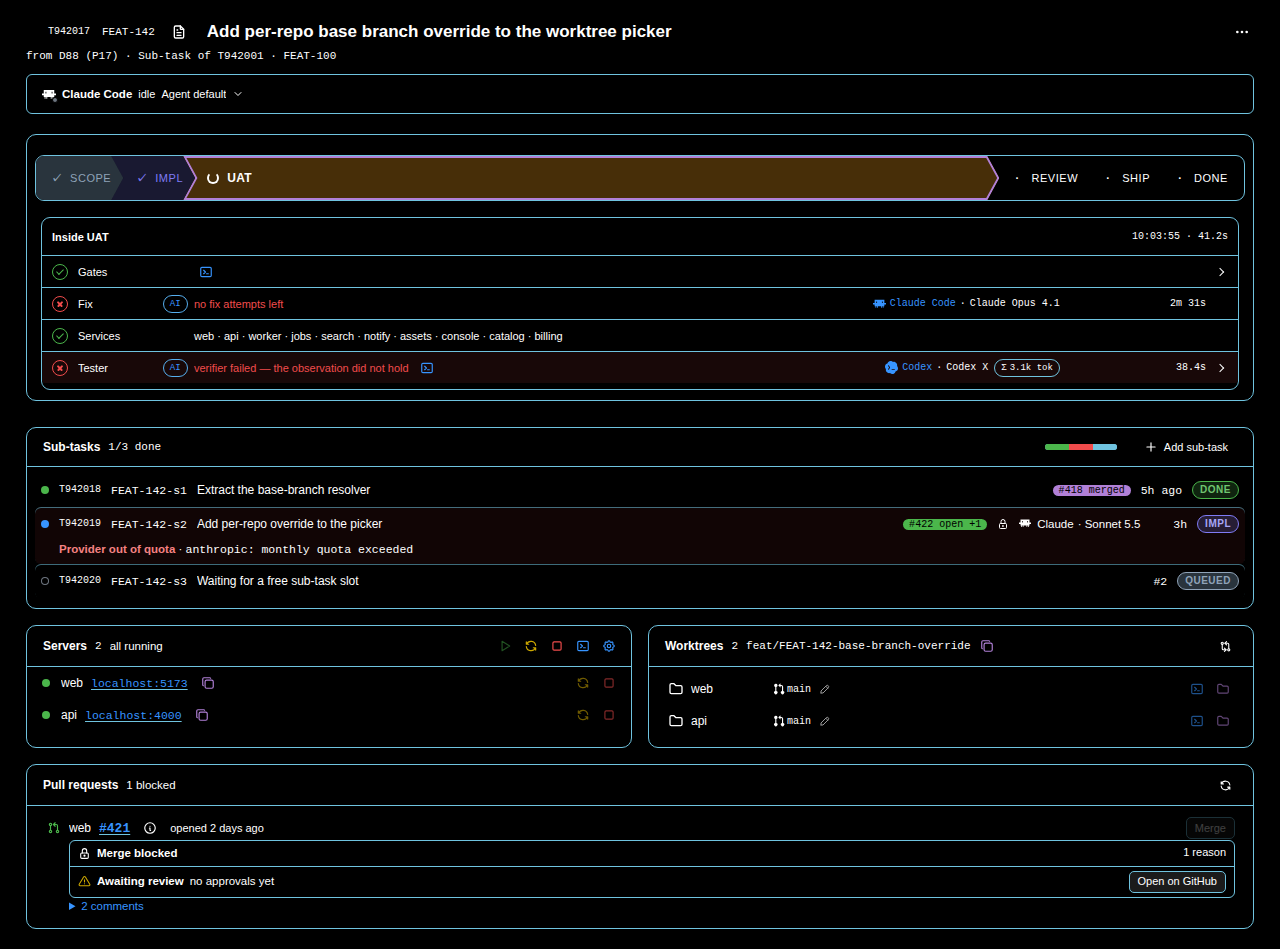 T942017 FEAT-142 Add per-repo base branch override to the worktree picker
from D88 (P17) · Sub-task of T942001 · FEAT-100
Claude Code idle Agent default
SCOPE IMPL UAT · REVIEW · SHIP · DONE
Inside UAT 10:03:55 · 41.2s
Gates
Fix AI no fix attempts left Claude Code · Claude Opus 4.1 2m 31s
Services web · api · worker · jobs · search · notify · assets · console · catalog · billing
Tester AI verifier failed — the observation did not hold Codex · Codex X Σ 3.1k tok 38.4s
Sub-tasks 1/3 done Add sub-task
T942018 FEAT-142-s1 Extract the base-branch resolver #418 merged 5h ago DONE
T942019 FEAT-142-s2 Add per-repo override to the picker #422 open +1 Claude · Sonnet 5.5 3h IMPL
Provider out of quota · anthropic: monthly quota exceeded
T942020 FEAT-142-s3 Waiting for a free sub-task slot #2 QUEUED
Servers 2 all running
web localhost:5173
api localhost:4000
Worktrees 2 feat/FEAT-142-base-branch-override
web main
api main
Pull requests 1 blocked
web #421 opened 2 days ago Merge
Merge blocked 1 reason
Awaiting review no approvals yet Open on GitHub
2 comments